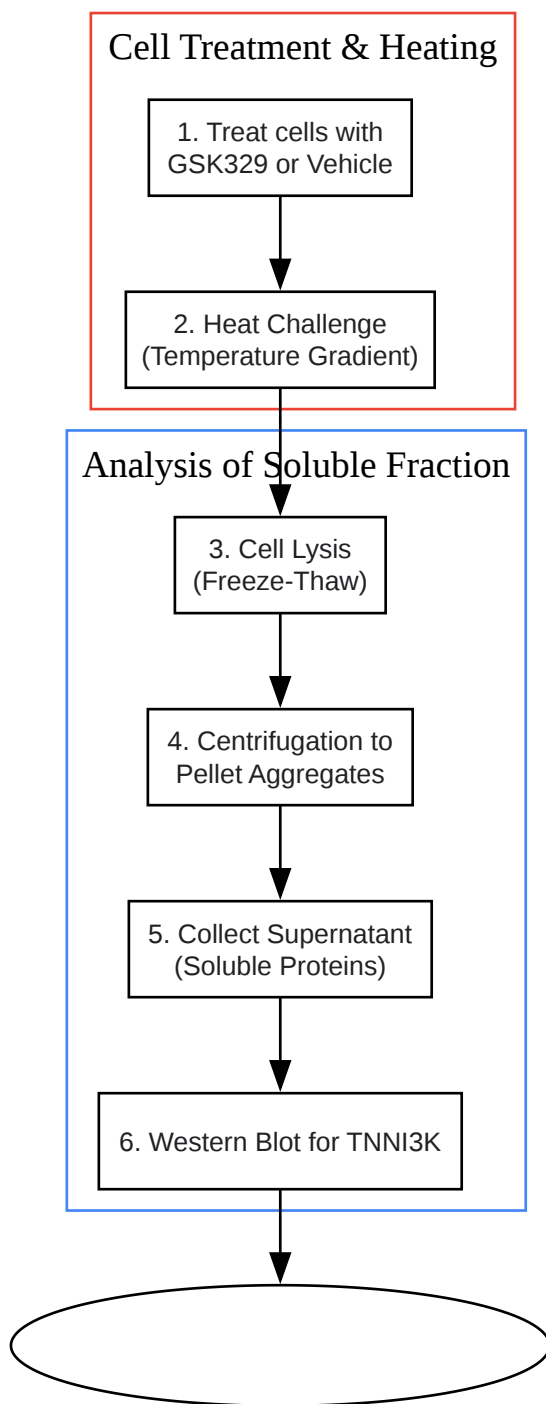 Cell Treatment & Heating
1. Treat cells with
GSK329 or Vehicle
2. Heat Challenge
(Temperature Gradient)
Analysis of Soluble Fraction
3. Cell Lysis
(Freeze-Thaw)
4. Centrifugation to
Pellet Aggregates
5. Collect Supernatant
(Soluble Proteins)
6. Western Blot for TNNI3K